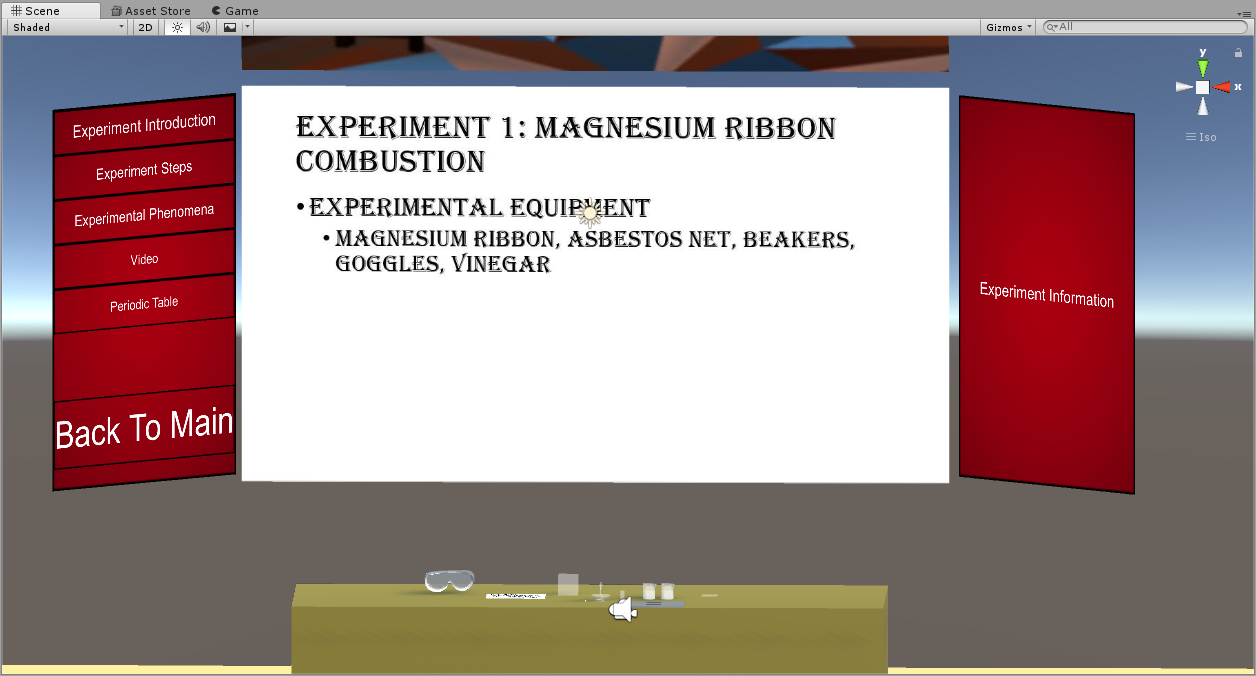 Scene
Asset Store
Game
Shaded
2D
Gizmos
All
y
x
Iso
Experiment Introduction
Experiment Steps
Experimental Phenomena
Video
Periodic Table
Back To Main
EXPERIMENT 1: MAGNESIUM RIBBON
COMBUSTION
• EXPERIMENTAL EQUIPMENT
• MAGNESIUM RIBBON, ASBESTOS NET, BEAKERS,
GOGGLES, VINEGAR
Experiment Information